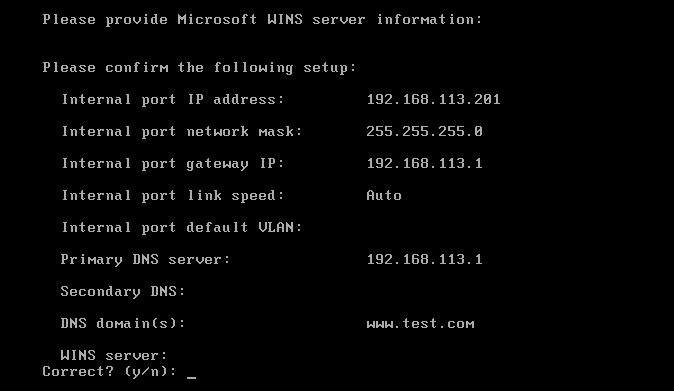 Please provide Microsoft WINS server information:
Please confirm the following setup:
Internal port IP address: 192.168.113.201
Internal port network mask: 255.255.255.0
Internal port gateway IP: 192.168.113.1
Internal port link speed: Auto
Internal port default VLAN:
Primary DNS server: 192.168.113.1
Secondary DNS:
DNS domain(s): www.test.com
WINS server:
Correct? (y/n): _